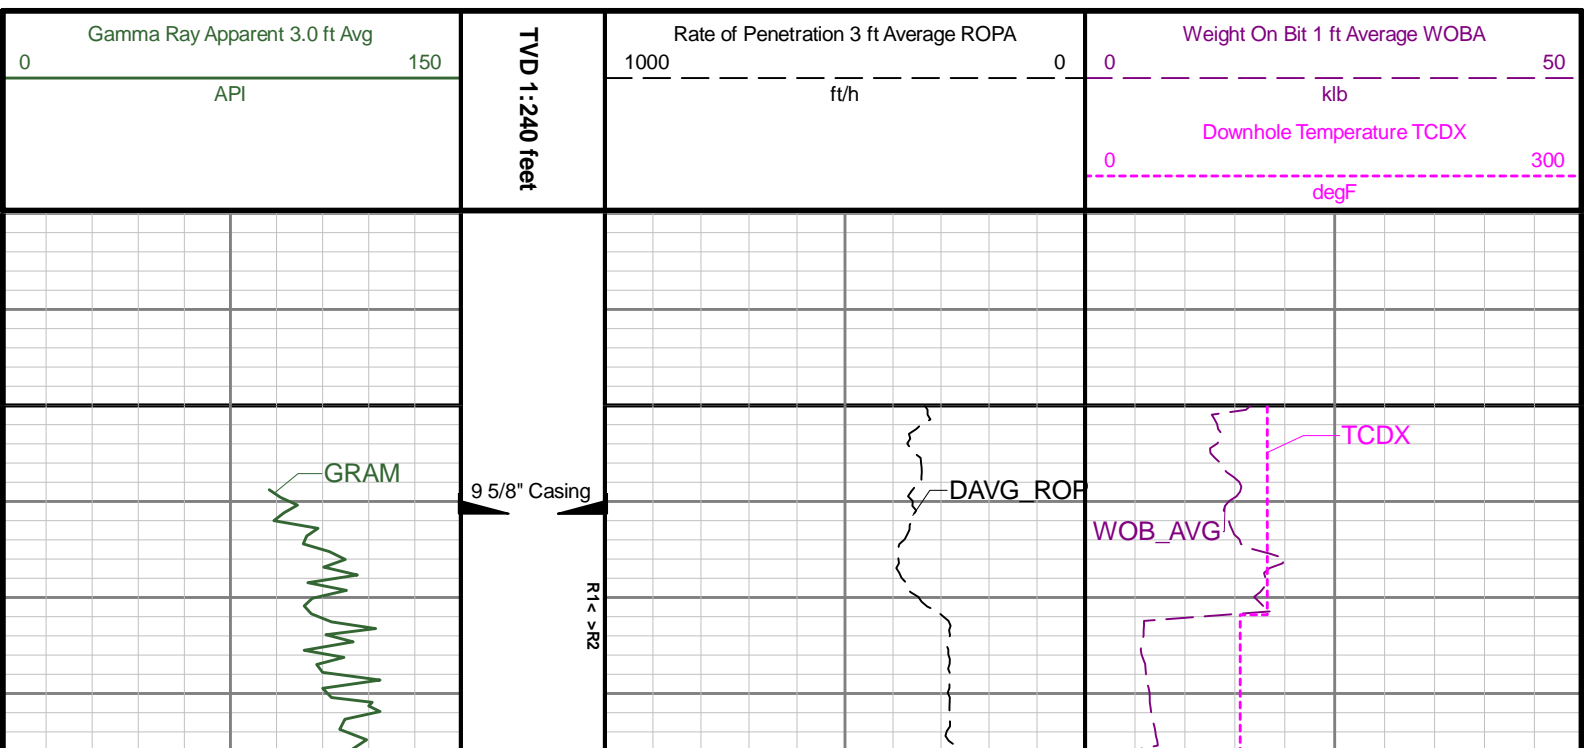 Gamma Ray Apparent 3.0 ft Avg
0 150
API
TVD 1:240 feet
Rate of Penetration 3 ft Average ROPA
1000 0
ft/h
Weight On Bit 1 ft Average WOBA
0 50
klb
Downhole Temperature TCDX
0 300
degF
TCDX
GRAM
9 5/8" Casing
DAVG_ROP
WOB_AVG
R1< >R2